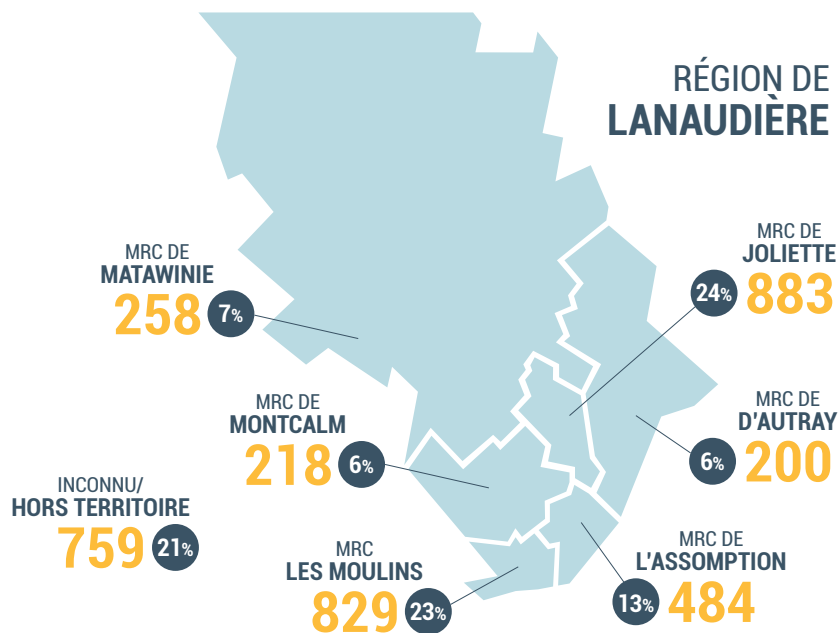 RÉGION DE
LANAUDIÈRE
MRC DE
MATAWINIE
258 7%
MRC DE
JOLIETTE
24% 883
MRC DE
MONTCALM
218 6%
MRC DE
D'AUTRAY
6% 200
INCONNU/
HORS TERRITOIRE
759 21%
MRC
LES MOULINS
829 23%
MRC DE
L'ASSOMPTION
13% 484